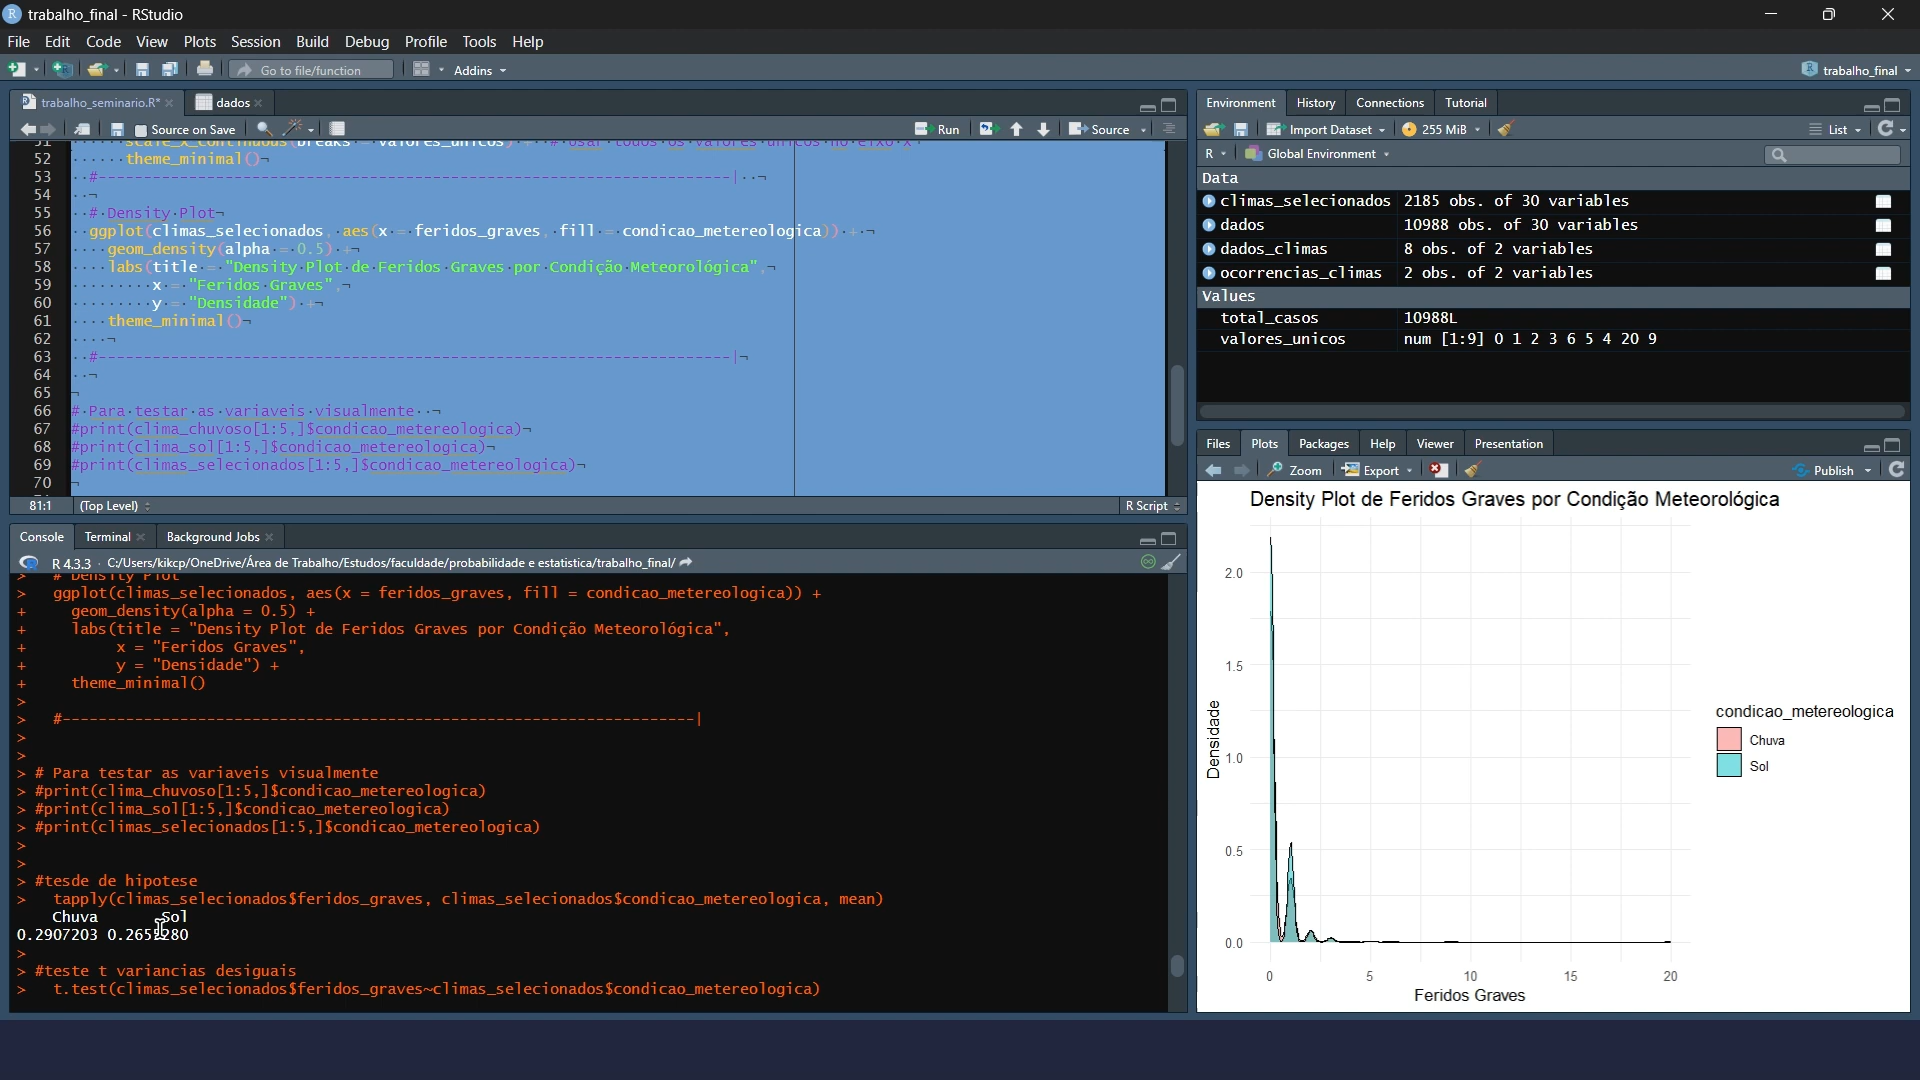 trabalho_final - RStudio
File Edit Code View Plots Session Build Debug Profile Tools Help
Go to file/function Addins trabalho_final
trabalho_seminario.R* dados
Source on Save Run Source
52 theme_minimal()
53 #----------------------------------------------------------------------|
54
55 # Density Plot
56 ggplot(climas_selecionados, aes(x = feridos_graves, fill = condicao_metereologica)) +
57 geom_density(alpha = 0.5) +
58 labs(title = "Density Plot de Feridos Graves por Condição Meteorológica",
59 x = "Feridos Graves",
60 y = "Densidade") +
61 theme_minimal()
62
63 #----------------------------------------------------------------------|
64
65
66 # Para testar as variaveis visualmente
67 #print(clima_chuvoso[1:5,]$condicao_metereologica)
68 #print(clima_sol[1:5,]$condicao_metereologica)
69 #print(climas_selecionados[1:5,]$condicao_metereologica)
70
81:1 (Top Level) R Script
Console Terminal Background Jobs
R 4.3.3 · C:/Users/kikcp/OneDrive/Área de Trabalho/Estudos/faculdade/probabilidade e estatistica/trabalho_final/
> # Density Plot
> ggplot(climas_selecionados, aes(x = feridos_graves, fill = condicao_metereologica)) +
+ geom_density(alpha = 0.5) +
+ labs(title = "Density Plot de Feridos Graves por Condição Meteorológica",
+ x = "Feridos Graves",
+ y = "Densidade") +
+ theme_minimal()
>
> #----------------------------------------------------------------------|
>
>
> # Para testar as variaveis visualmente
> #print(clima_chuvoso[1:5,]$condicao_metereologica)
> #print(clima_sol[1:5,]$condicao_metereologica)
> #print(climas_selecionados[1:5,]$condicao_metereologica)
>
>
> #tesde de hipotese
> tapply(climas_selecionados$feridos_graves, climas_selecionados$condicao_metereologica, mean)
Chuva Sol
0.2907203
>
> #teste t variancias desiguais
> t.test(climas_selecionados$feridos_graves~climas_selecionados$condicao_metereologica)
Environment History Connections Tutorial
Import Dataset 255 MiB List
R Global Environment
Data
climas_selecionados 2185 obs. of 30 variables
dados 10988 obs. of 30 variables
dados_climas 8 obs. of 2 variables
ocorrencias_climas 2 obs. of 2 variables
Values
total_casos 10988L
valores_unicos num [1:9] 0 1 2 3 6 5 4 20 9
Files Plots Packages Help Viewer Presentation
Zoom Export Publish
Density Plot de Feridos Graves por Condição Meteorológica
2.0
1.5
1.0
0.5
0.0
Densidade
0 5 10 15 20
Feridos Graves
condicao_metereologica
Chuva
Sol